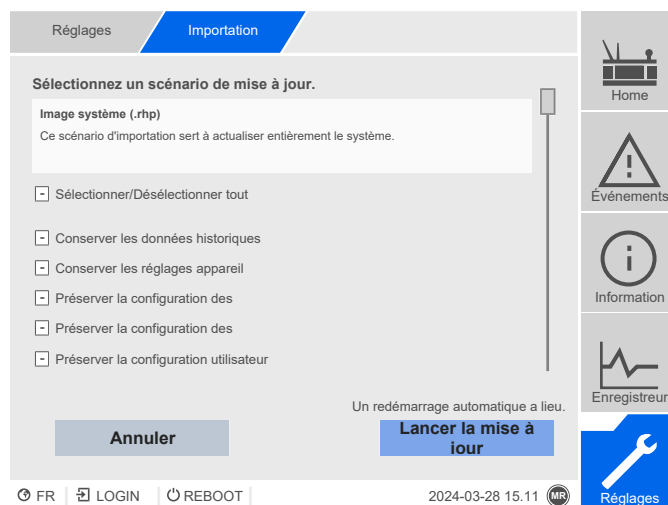 Réglages
Importation
Sélectionnez un scénario de mise à jour.
Image système (.rhp)
Ce scénario d'importation sert à actualiser entièrement le système.
- Sélectionner/Désélectionner tout
- Conserver les données historiques
- Conserver les réglages appareil
- Préserver la configuration des
- Préserver la configuration des
- Préserver la configuration utilisateur
Un redémarrage automatique a lieu.
Annuler
Lancer la mise à
jour
FR
LOGIN
REBOOT
2024-03-28 15.11
MR
Home
Événements
Information
Enregistreur
Réglages